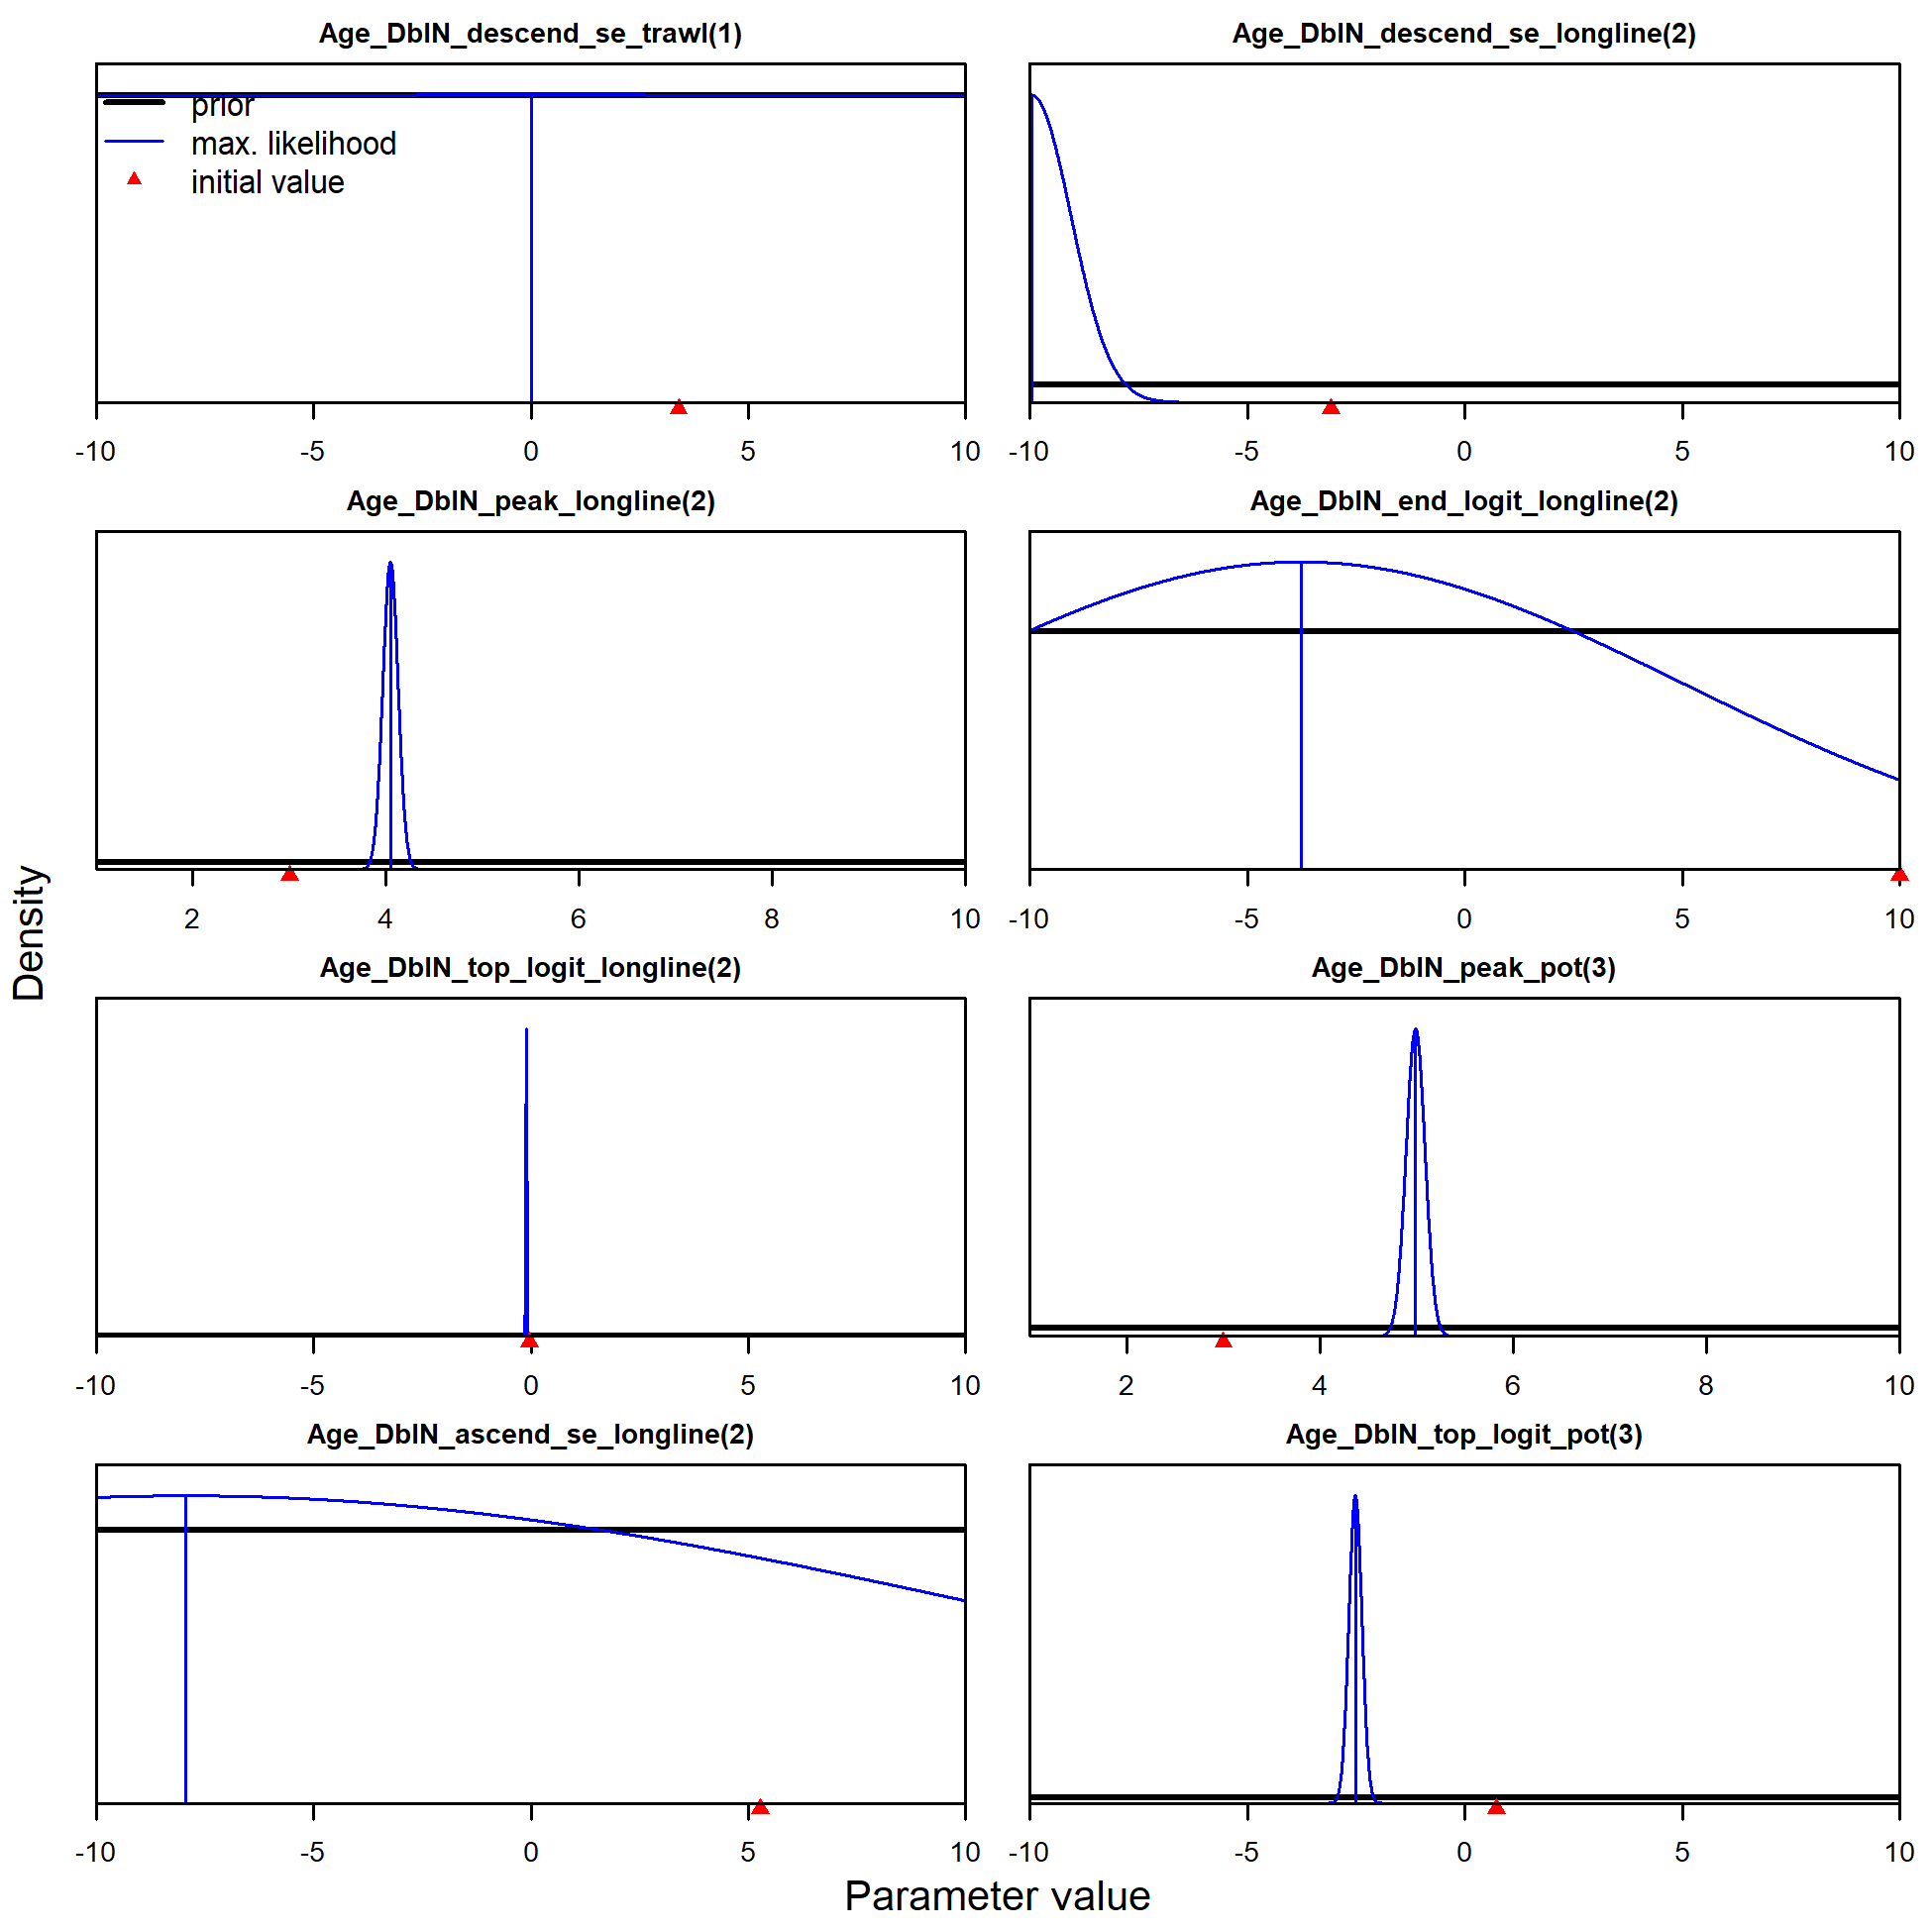 Age_DblN_descend_se_trawl(1)
prior
max. likelihood
initial value
-10 -5 0 5 10
Age_DblN_descend_se_longline(2)
-10 -5 0 5 10
Age_DblN_peak_longline(2)
2 4 6 8 10
Age_DblN_end_logit_longline(2)
-10 -5 0 5 10
Density
Age_DblN_top_logit_longline(2)
-10 -5 0 5 10
Age_DblN_peak_pot(3)
2 4 6 8 10
Age_DblN_ascend_se_longline(2)
-10 -5 0 5 10
Age_DblN_top_logit_pot(3)
-10 -5 0 5 10
Parameter value